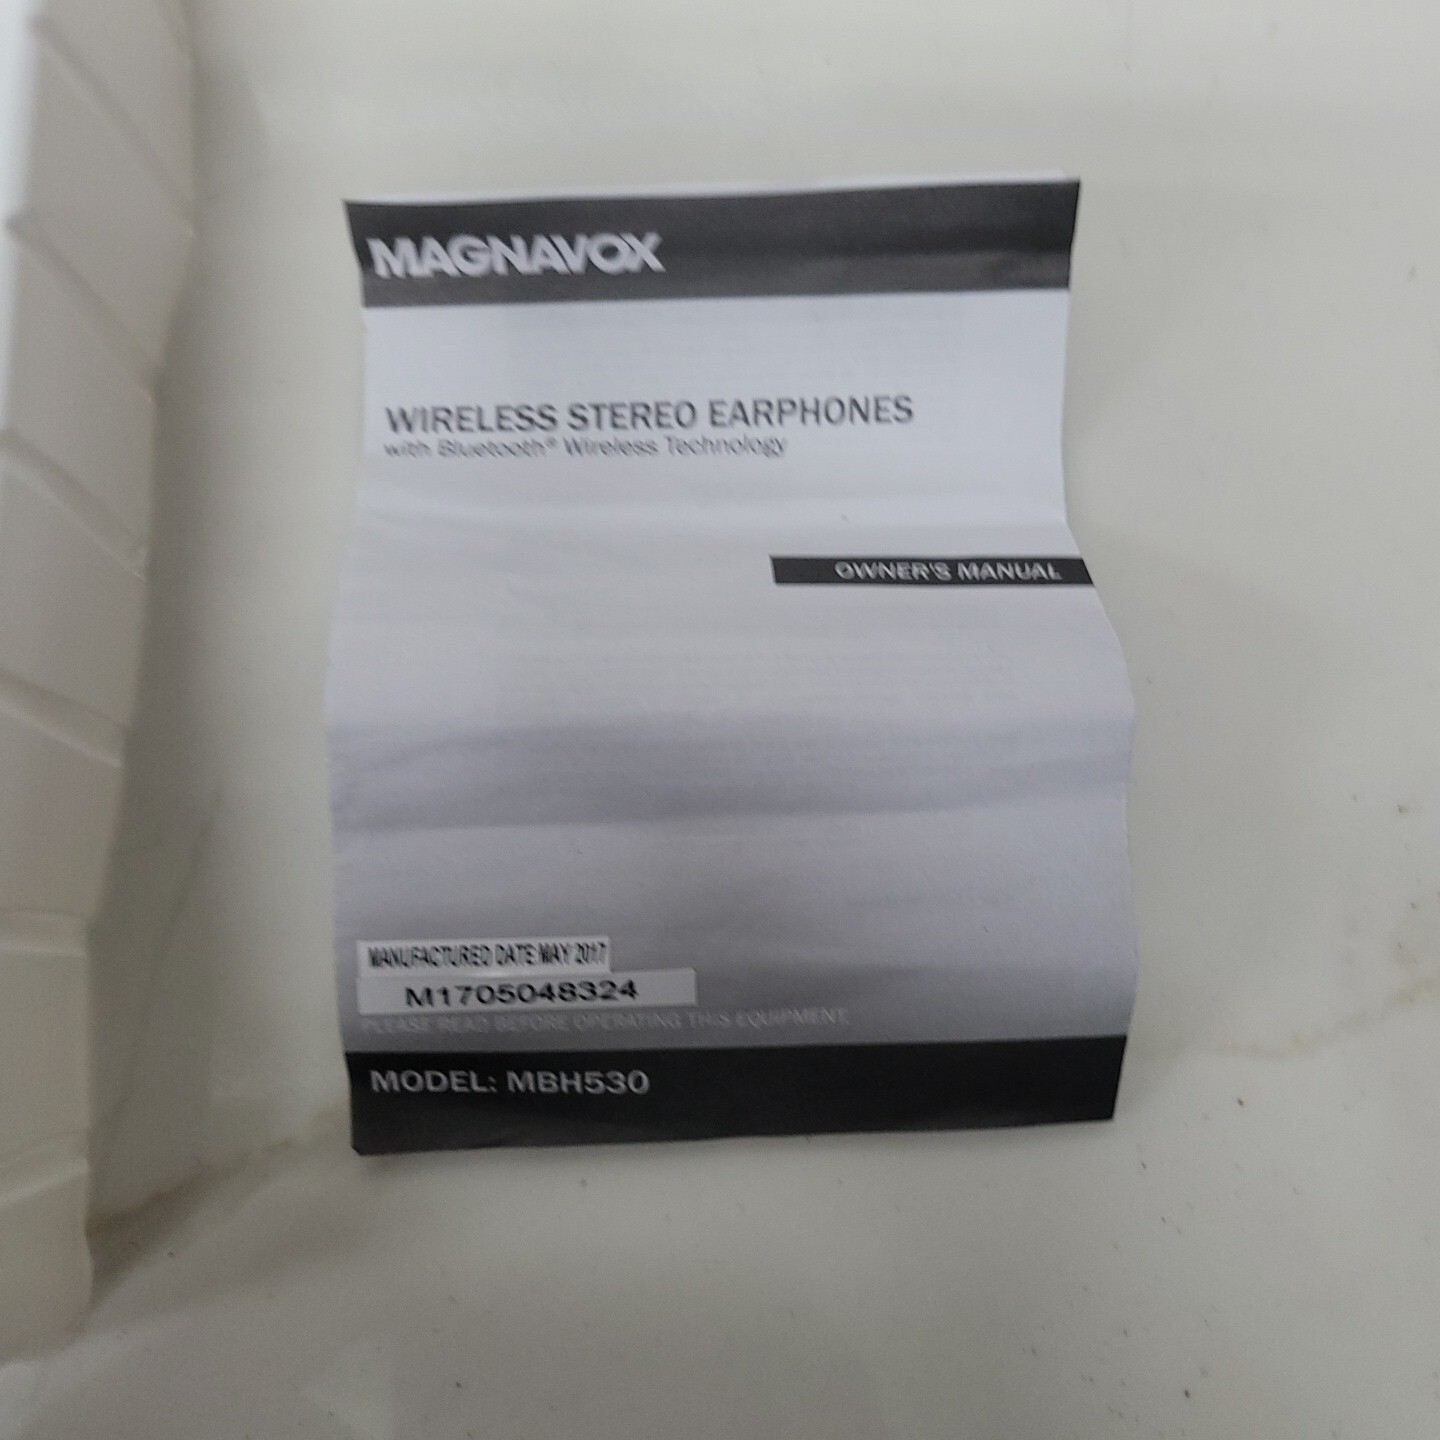 MAGNAVOX
WIRELESS STEREO EARPHONES
with Bluetooth® Wireless Technology
OWNER'S MANUAL
MANUFACTURED DATE:MAY 2017
M1705048324
PLEASE READ BEFORE OPERATING THIS EQUIPMENT.
MODEL: MBH530